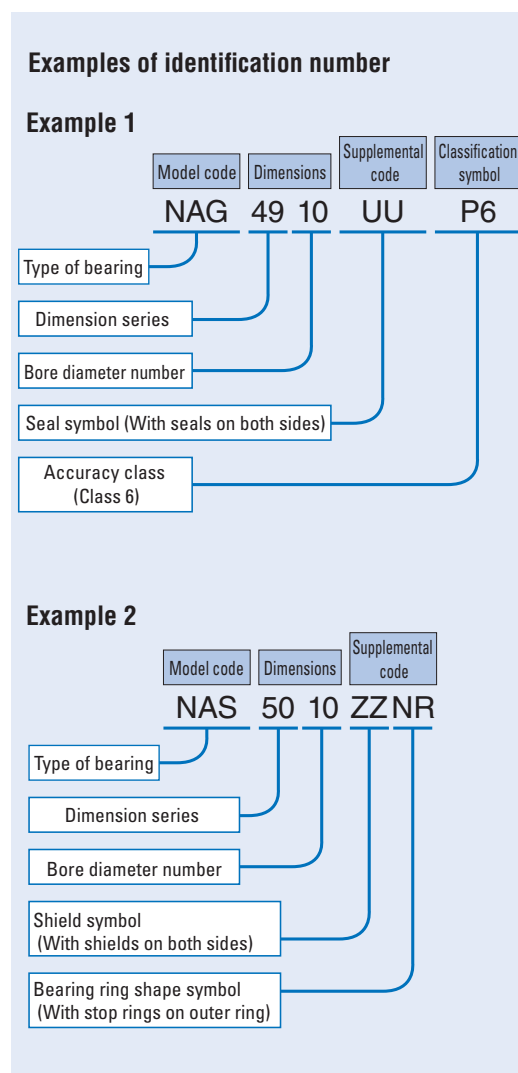 Examples of identification number
Example 1
Model code Dimensions Supplemental code Classification symbol
NAG 49 10 UU P6
Type of bearing
Dimension series
Bore diameter number
Seal symbol (With seals on both sides)
Accuracy class
(Class 6)
Example 2
Model code Dimensions Supplemental code
NAS 50 10 ZZ NR
Type of bearing
Dimension series
Bore diameter number
Shield symbol
(With shields on both sides)
Bearing ring shape symbol
(With stop rings on outer ring)